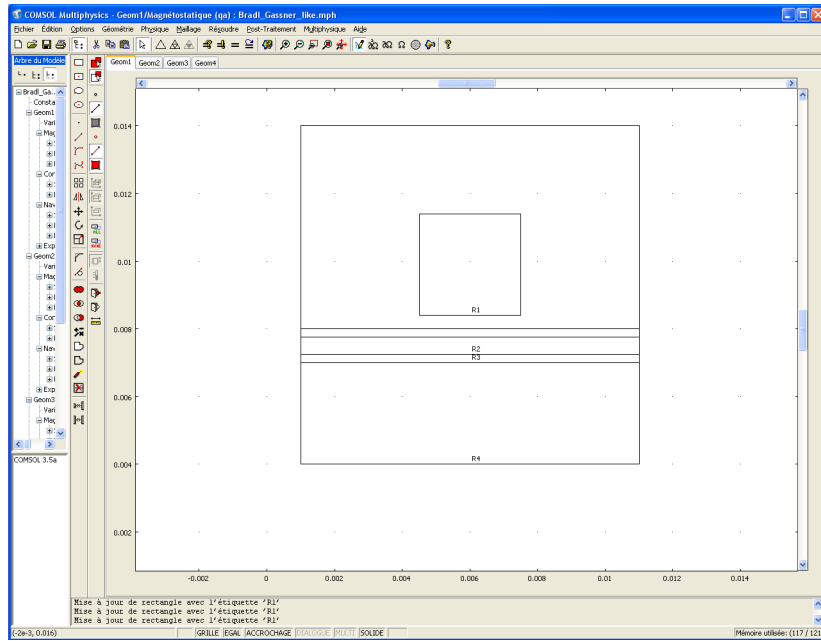 COMSOL Multiphysics - Geom1/Magnétostatique (qa) : Bradl_Gassner_like.mph
Fichier Édition Options Géométrie Physique Maillage Résoudre Post-Traitement Multiphysique Aide
Arbre du Modèle
Geom1 Geom2 Geom3 Geom4
Bradl_Ga...
Consta
Geom1
Vari
Mag
Con
Nav
Exp
Geom2
Vari
Mag
Cor
Nav
Exp
Geom3
Vari
Mag
COMSOL 3.5a
0.014
0.012
0.01
0.008
0.006
0.004
0.002
R1
R2
R3
R4
-0.002 0 0.002 0.004 0.006 0.008 0.01 0.012 0.014
Mise à jour de rectangle avec l'étiquette 'R1'
Mise à jour de rectangle avec l'étiquette 'R1'
Mise à jour de rectangle avec l'étiquette 'R1'
(-2e-3, 0.016) GRILLE EGAL ACCROCHAGE DIALOGUE MULTI SOLIDE Mémoire utilisée: (117 / 121